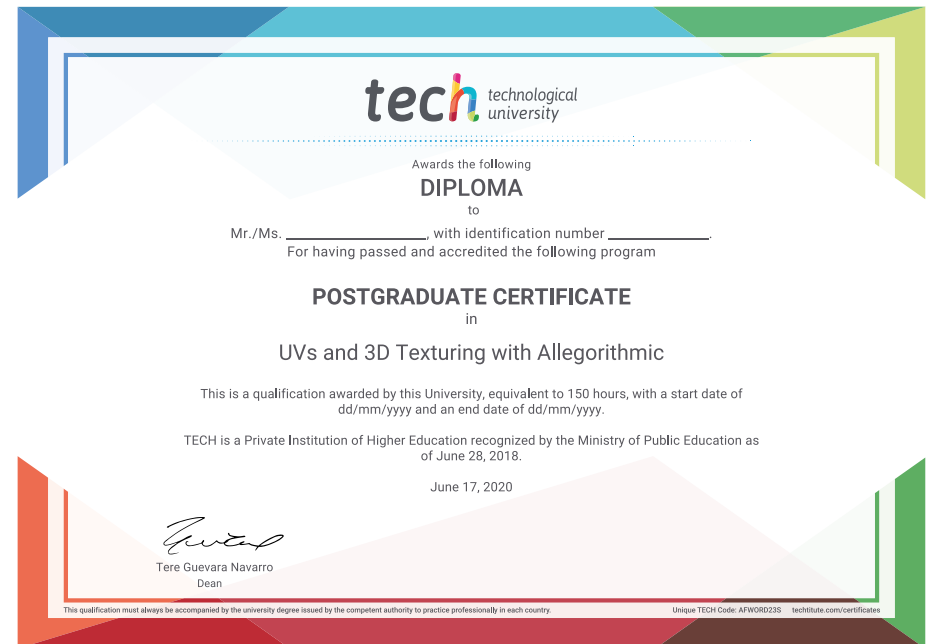 tech technological
university
Awards the following
DIPLOMA
to
Mr./Ms. ____________________, with identification number ______________.
For having passed and accredited the following program
POSTGRADUATE CERTIFICATE
in
UVs and 3D Texturing with Allegorithmic
This is a qualification awarded by this University, equivalent to 150 hours, with a start date of
dd/mm/yyyy and an end date of dd/mm/yyyy.
TECH is a Private Institution of Higher Education recognized by the Ministry of Public Education as
of June 28, 2018.
June 17, 2020
Tere Guevara Navarro
Dean
This qualification must always be accompanied by the university degree issued by the competent authority to practice professionally in each country.
Unique TECH Code: AFWORD23S techtitute.com/certificates